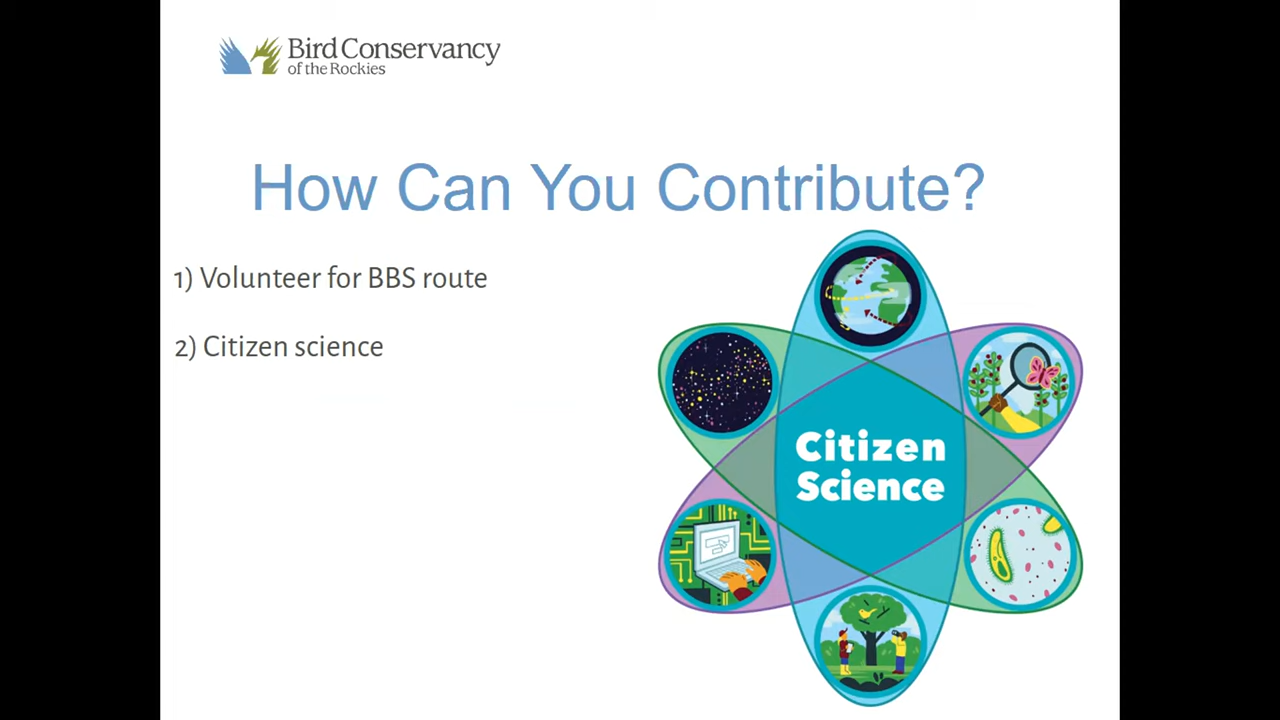 Bird Conservancy
of the Rockies
How Can You Contribute?
1) Volunteer for BBS route
2) Citizen science
Citizen
Science